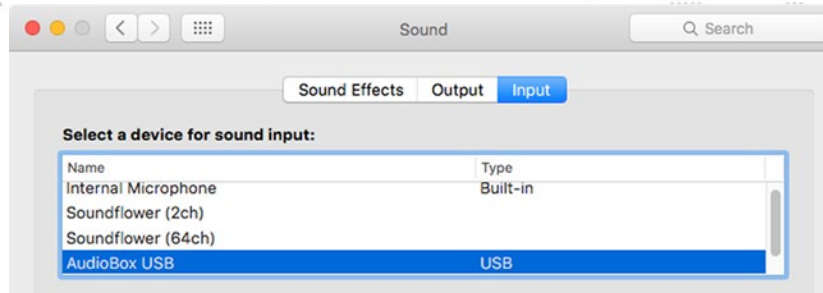 Sound
Search
Sound Effects Output Input
Select a device for sound input:
Name Type
Internal Microphone Built-in
Soundflower (2ch)
Soundflower (64ch)
AudioBox USB USB